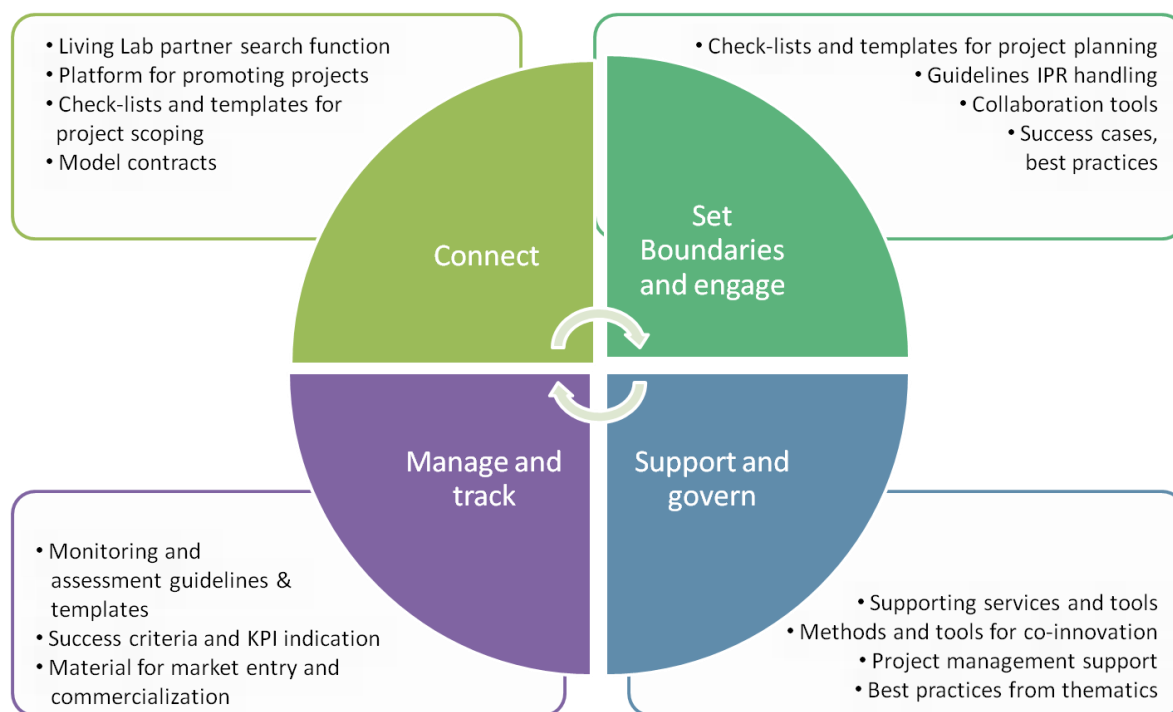 • Living Lab partner search function
• Platform for promoting projects
• Check-lists and templates for
project scoping
• Model contracts
• Check-lists and templates for project planning
• Guidelines IPR handling
• Collaboration tools
• Success cases,
best practices
Connect
Set
Boundaries
and engage
Manage and
track
Support and
govern
• Monitoring and
assessment guidelines &
templates
• Success criteria and KPI indication
• Material for market entry and
commercialization
• Supporting services and tools
• Methods and tools for co-innovation
• Project management support
• Best practices from thematics